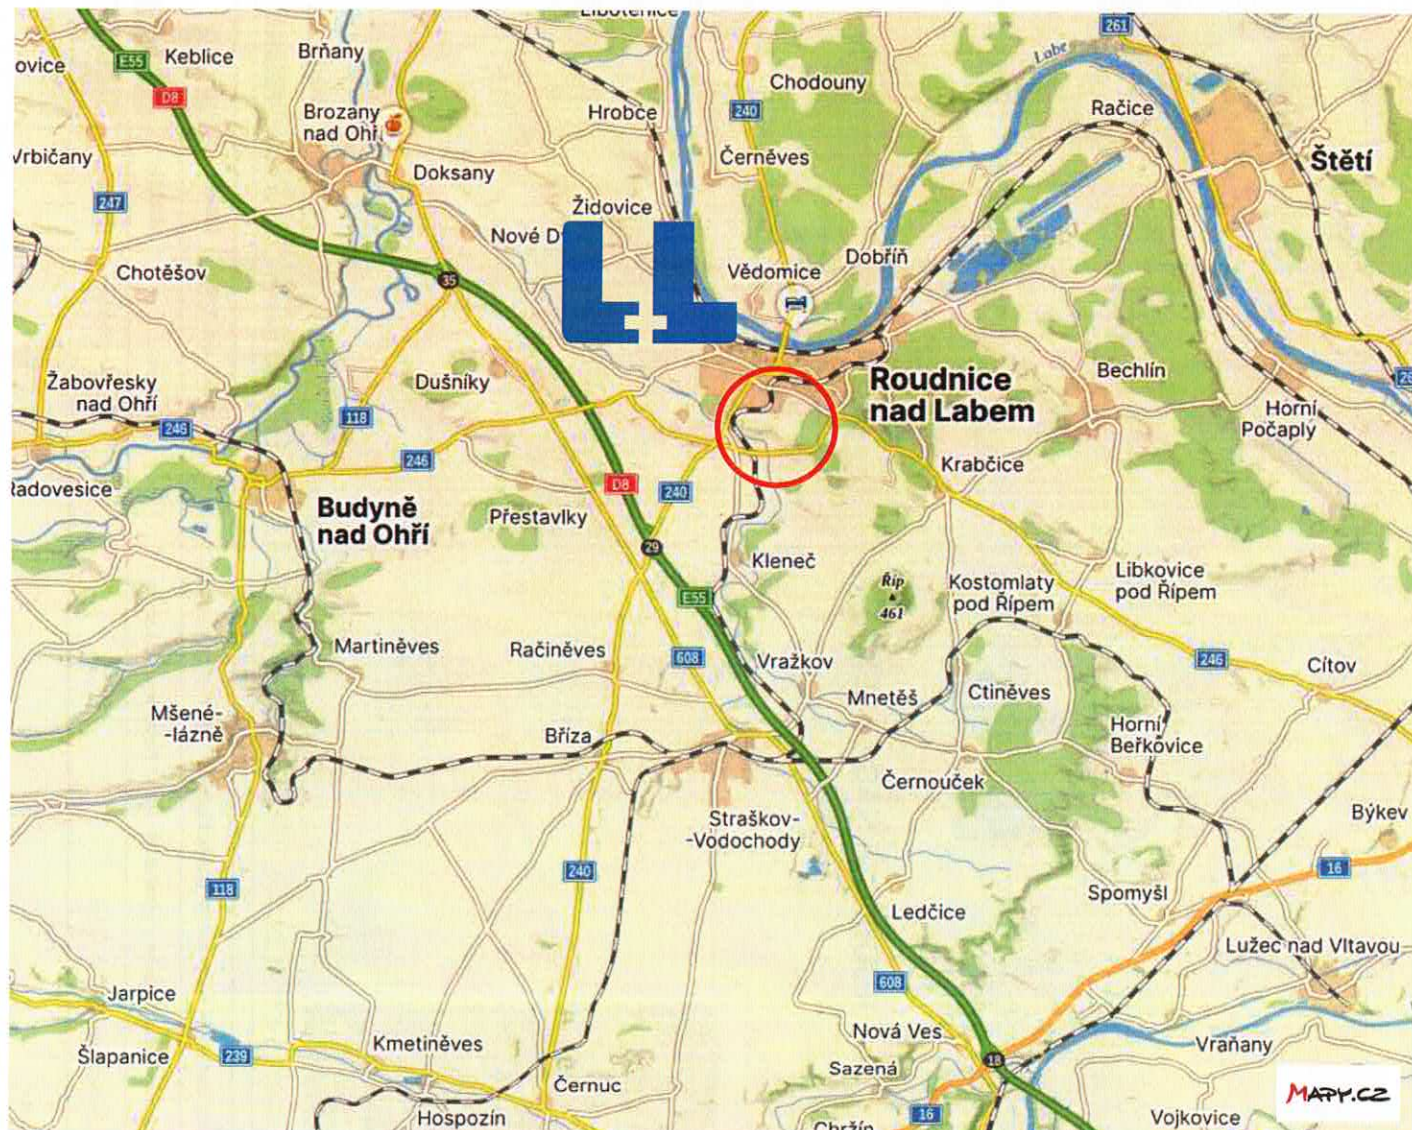 Libotenice
261
E55
Keblice
Brňany
Labe
ovice
D8
Chodouny
Brozany
nad Ohří
Hrobce
240
Račice
Vrbičany
Doksany
Černěves
Štětí
247
Židovice
Nové D
Dobříň
Chotěšov
35
Vědomice
Žabovřesky
nad Ohří
Dušníky
Roudnice
nad Labem
Bechlín
26
118
246
Horní
Počaply
246
Krabčice
Radovesice
D8
240
Budyně
nad Ohří
Přestavlky
29
Kleneč
Říp
461
Kostomlaty
pod Řípem
Libkovice
pod Řípem
E55
Martiněves
Račiněves
608
Vražkov
246
Cítov
Mnetěš
Ctiněves
Mšené-
-lázně
Bříza
Horní
Beřkovice
Černouček
Straškov-
-Vodochody
Býkev
118
240
16
Spomyšl
Ledčice
Lužec nad Vltavou
608
Jarpice
Nová Ves
Šlapanice
239
Kmetiněves
18
Vraňany
Sazená
Černuc
MAPY.CZ
Hospozín
16
Vojkovice
Chržín